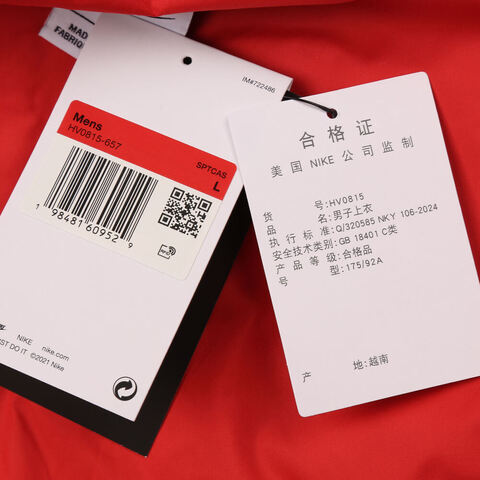 MAD
FABRIC
IM#722486
Mens
HV0815-657
SPTCAS
L
1 98481 60952 9
RFID
NIKE nike.com
JUST DO IT ©2021 Nike
合格证
美国 NIKE 公司监制
货 号:HV0815
品 名:男子上衣
执行标准:Q/320585 NKY 106-2024
安全技术类别:GB 18401 C类
产品等级:合格品
号 型:175/92A
产 地:越南